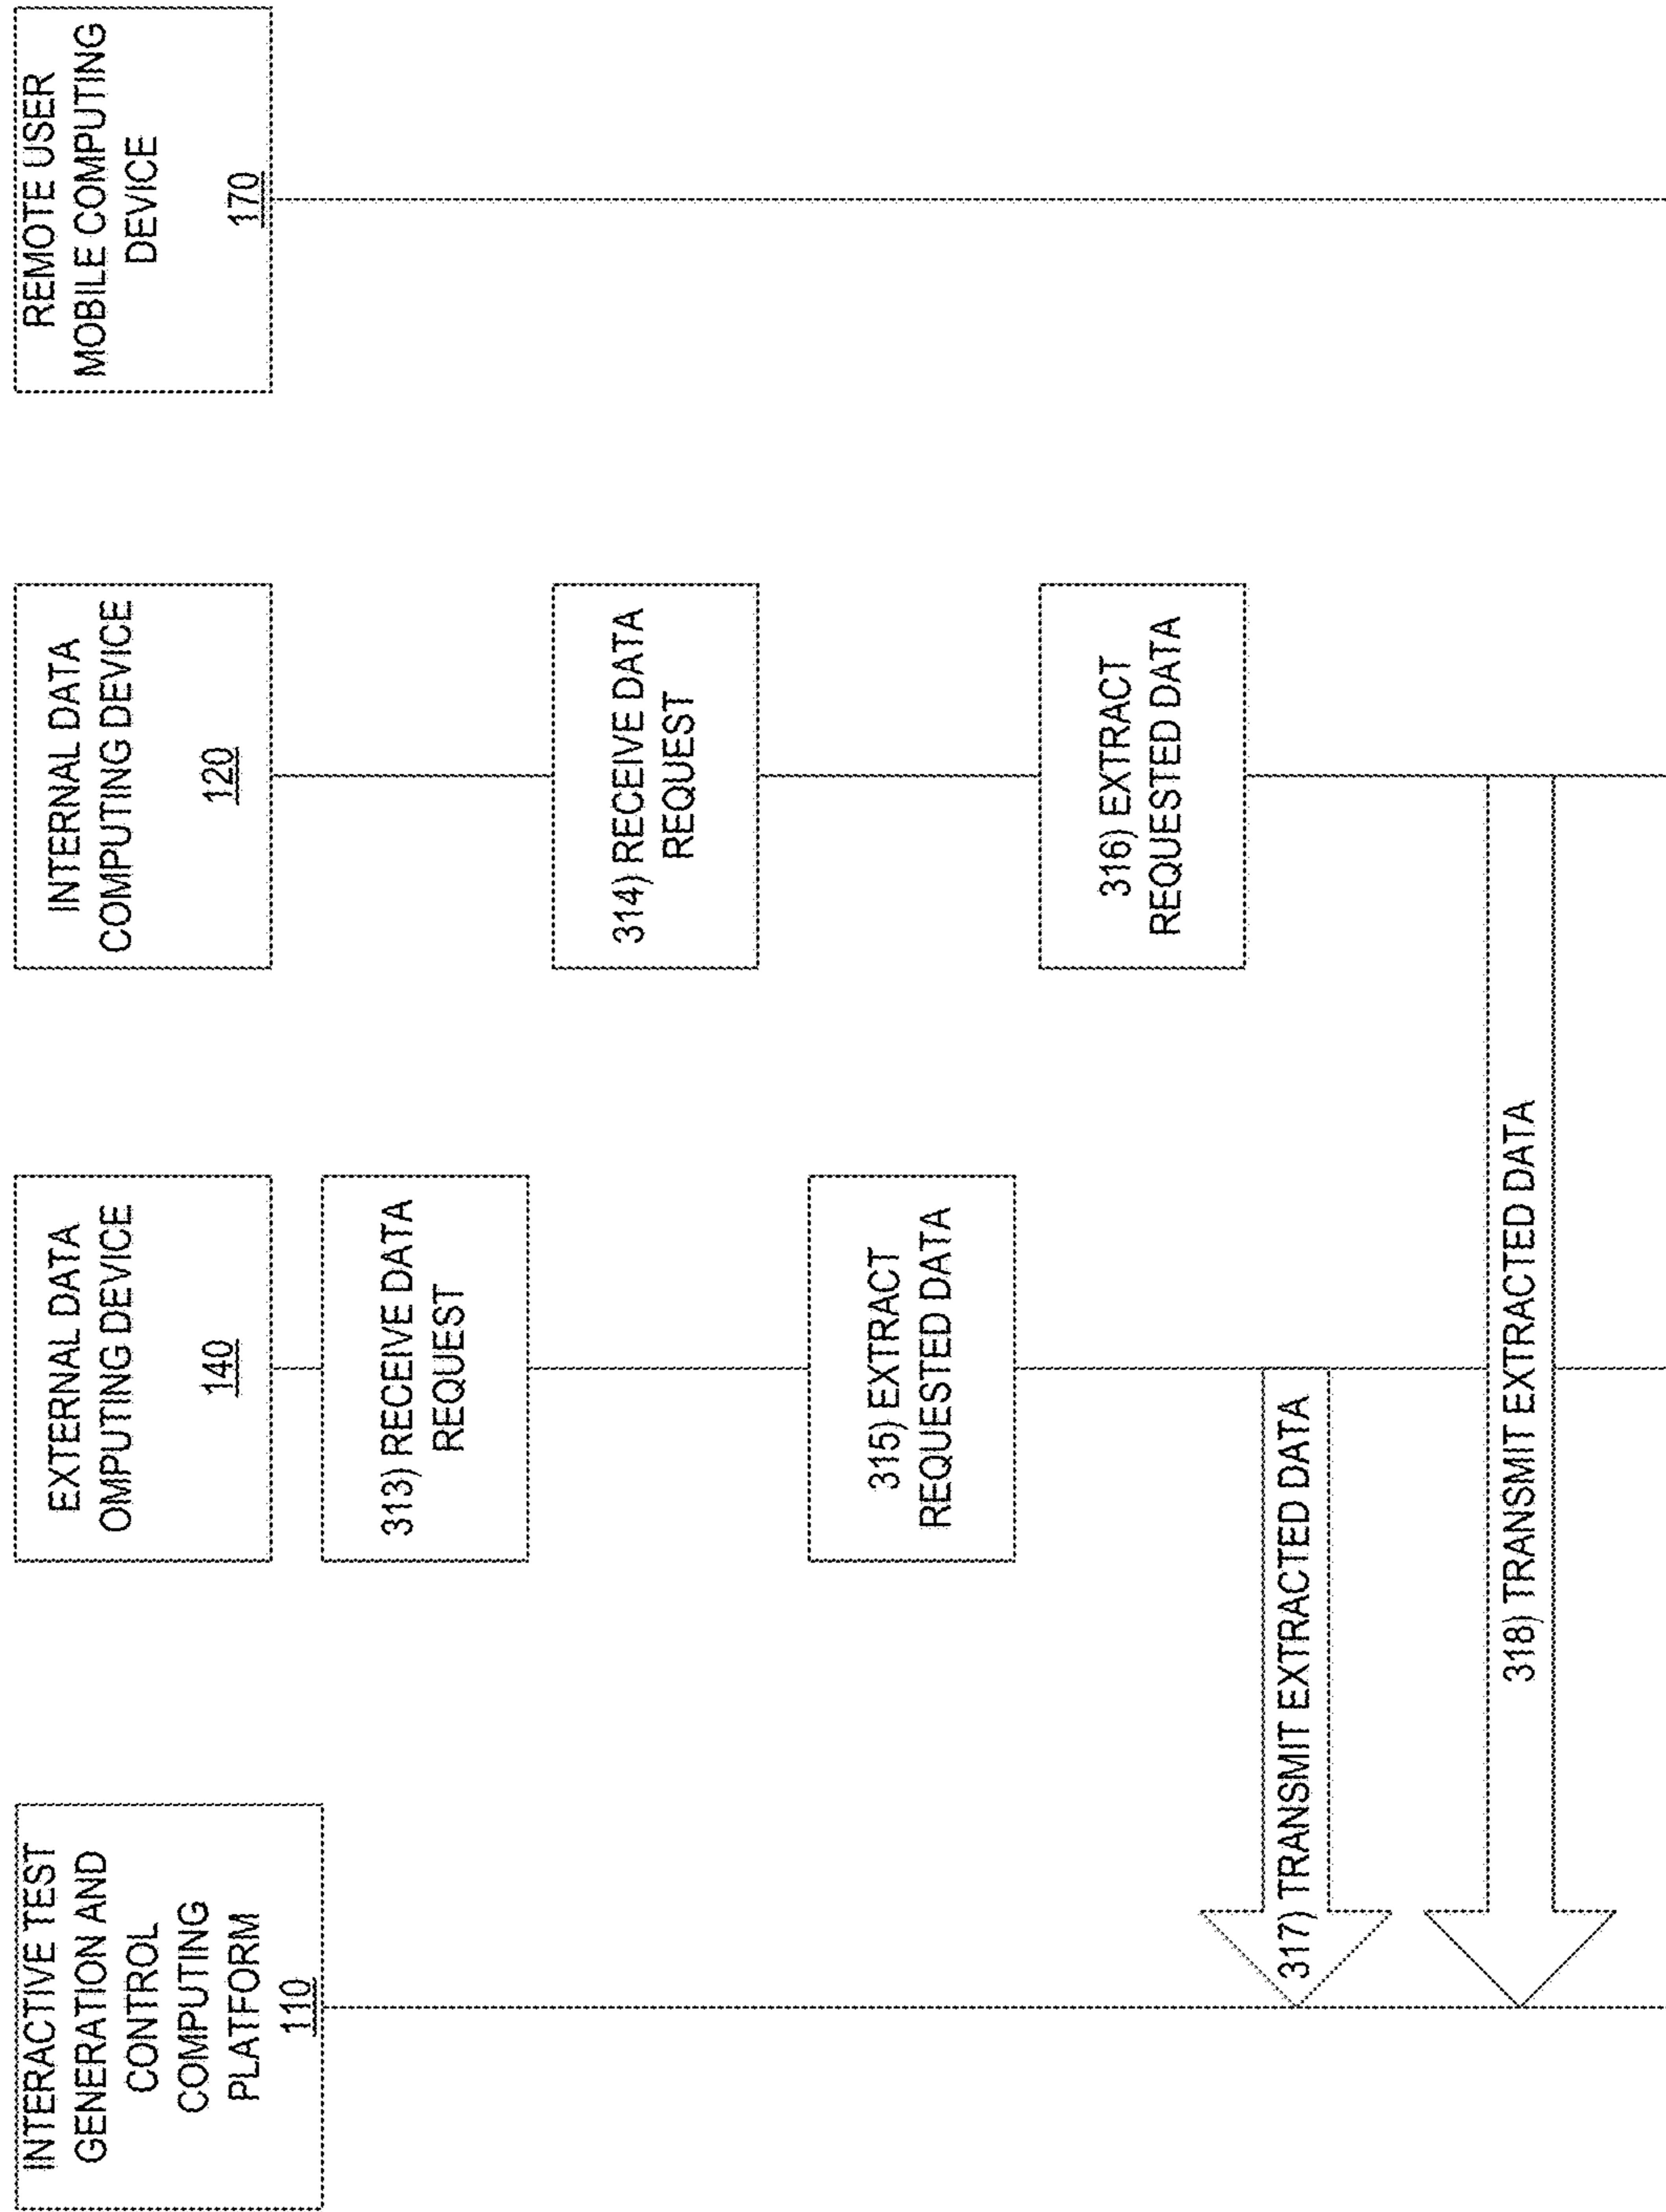 INTERACTIVE TEST
GENERATION AND
CONTROL
COMPUTING
PLATFORM
110
EXTERNAL DATA
OMPUTING DEVICE
140
INTERNAL DATA
COMPUTING DEVICE
120
REMOTE USER
MOBILE COMPUTING
DEVICE
170
313) RECEIVE DATA
REQUEST
314) RECEIVE DATA
REQUEST
315) EXTRACT
REQUESTED DATA
316) EXTRACT
REQUESTED DATA
317) TRANSMIT EXTRACTED DATA
318) TRANSMIT EXTRACTED DATA